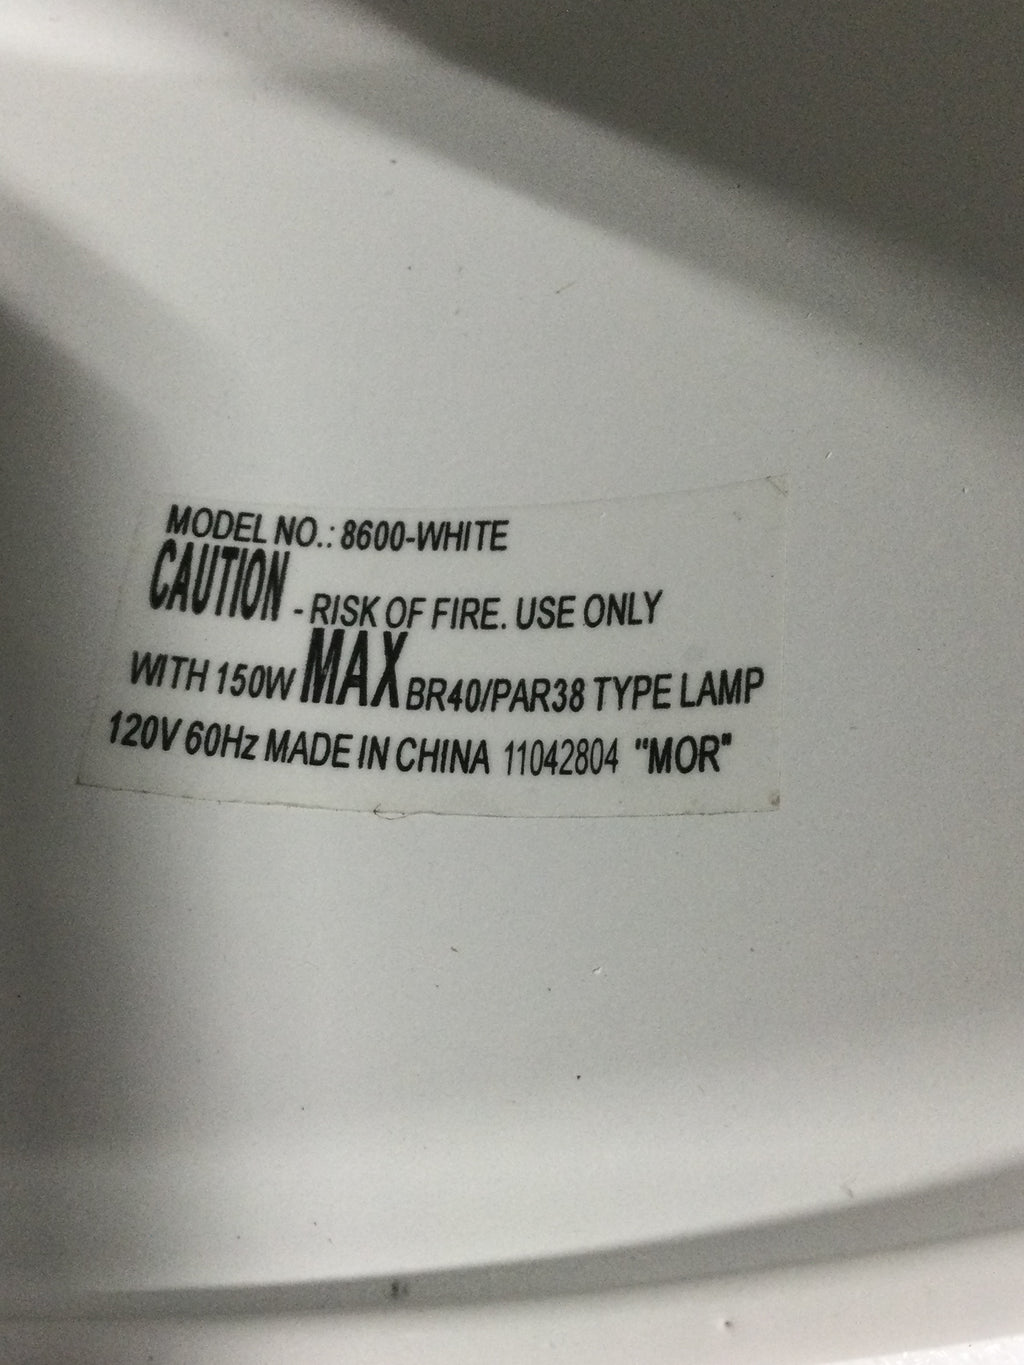 MODEL NO.: 8600-WHITE
CAUTION - RISK OF FIRE. USE ONLY
WITH 150W MAX BR40/PAR38 TYPE LAMP
120V 60Hz MADE IN CHINA 11042804 "MOR"